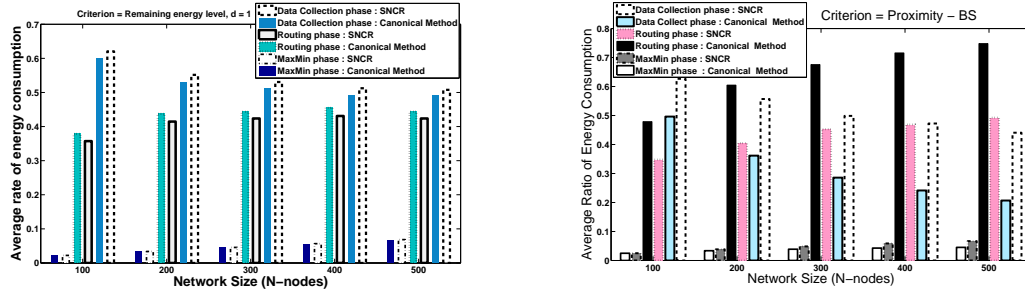 Criterion = Remaining energy level, d = 1
Data Collection phase : SNCR
Data Collection phase : Canonical Method
Routing phase : SNCR
Routing phase : Canonical Method
MaxMin phase : SNCR
MaxMin phase : Canonical Method
Average rate of energy consumption
0.7
0.6
0.5
0.4
0.3
0.2
0.1
0
100
200
300
400
500
Network Size (N−nodes)
Criterion = Proximity − BS
Data Collection phase : SNCR
Data Collect phase : Canonical Method
Routing phase : SNCR
Routing phase : Canonical Method
MaxMin phase : SNCR
MaxMin phase : Canonical Method
Average Ratio of Energy Consumption
0.8
0.7
0.6
0.5
0.4
0.3
0.2
0.1
0
100
200
300
400
500
Network Size (N−nodes)